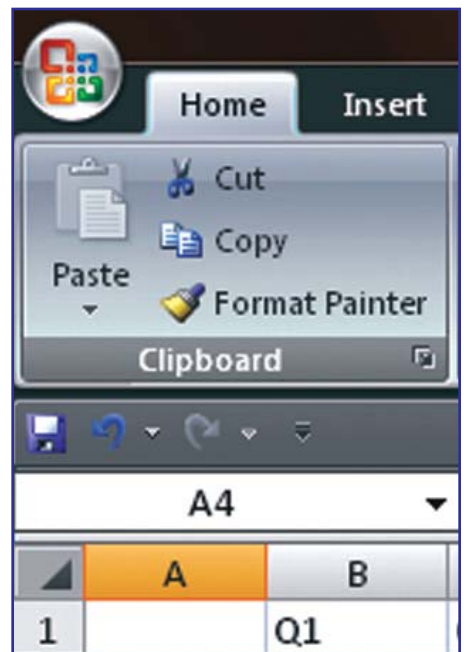 Home Insert
Cut
Copy
Paste
Format Painter
Clipboard
A4
A B
1 Q1